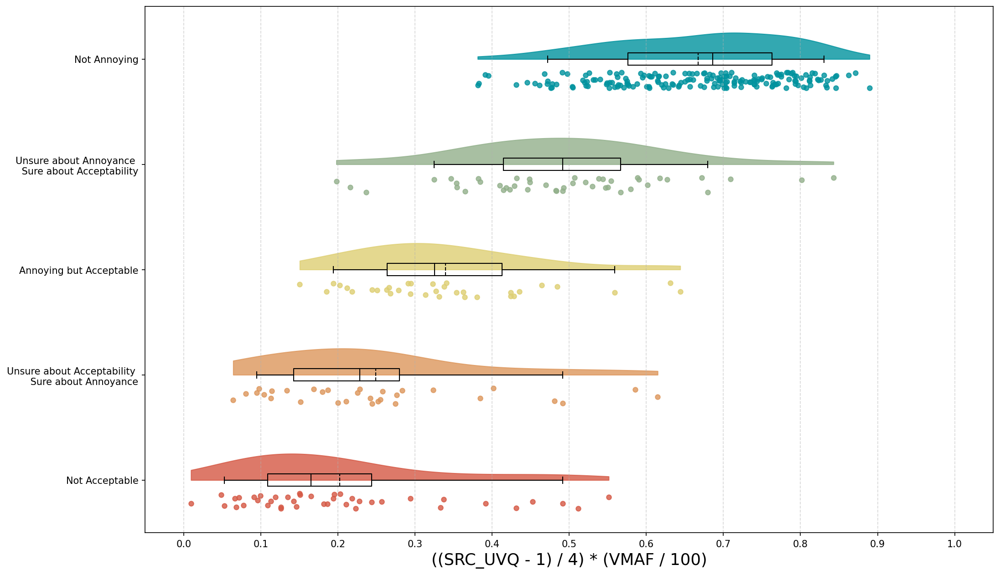 Not Annoying
Unsure about Annoyance
Sure about Acceptability
Annoying but Acceptable
Unsure about Acceptability
Sure about Annoyance
Not Acceptable
0.0 0.1 0.2 0.3 0.4 0.5 0.6 0.7 0.8 0.9 1.0
((SRC_UVQ - 1) / 4) * (VMAF / 100)